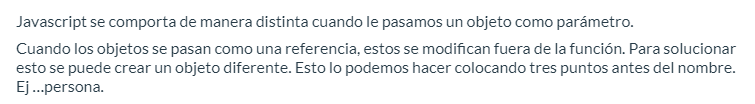 Javascript se comporta de manera distinta cuando le pasamos un objeto como parámetro.
Cuando los objetos se pasan como una referencia, estos se modifican fuera de la función. Para solucionar
esto se puede crear un objeto diferente. Esto lo podemos hacer colocando tres puntos antes del nombre.
Ej ...persona.